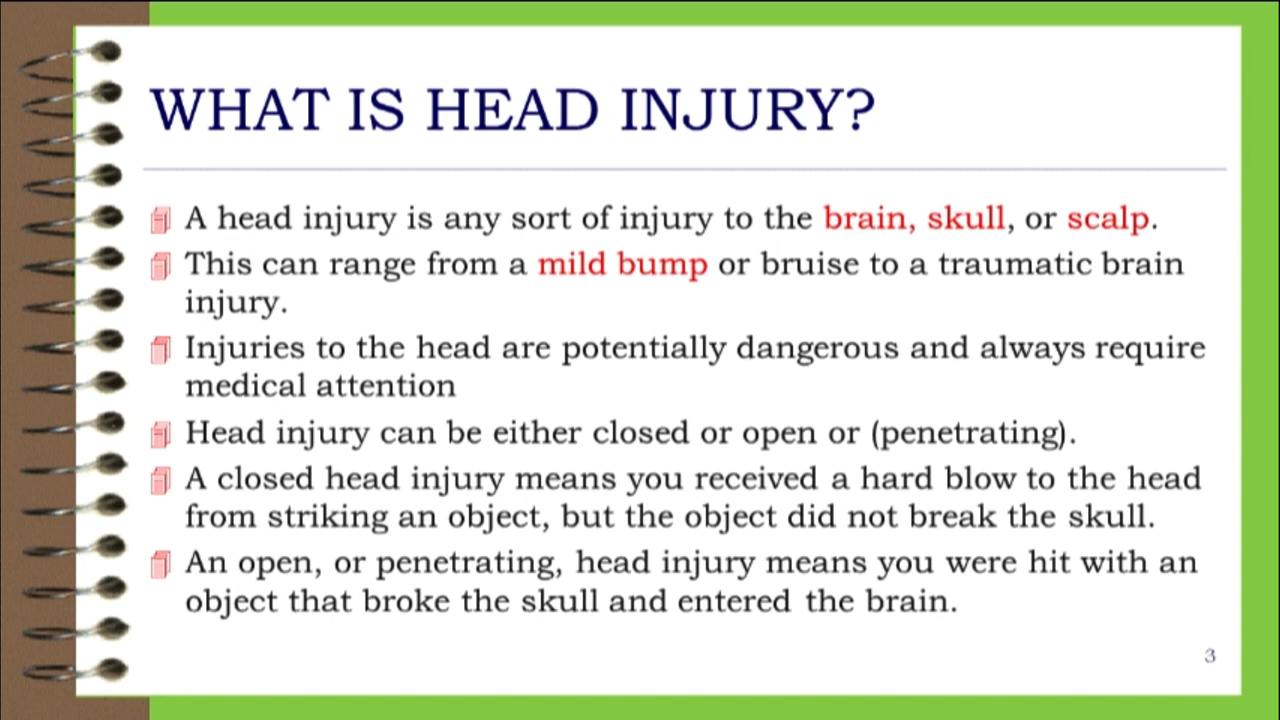 WHAT IS HEAD INJURY?
A head injury is any sort of injury to the brain, skull, or scalp.
This can range from a mild bump or bruise to a traumatic brain
injury.
Injuries to the head are potentially dangerous and always require
medical attention
Head injury can be either closed or open or (penetrating).
A closed head injury means you received a hard blow to the head
from striking an object, but the object did not break the skull.
An open, or penetrating, head injury means you were hit with an
object that broke the skull and entered the brain.
3